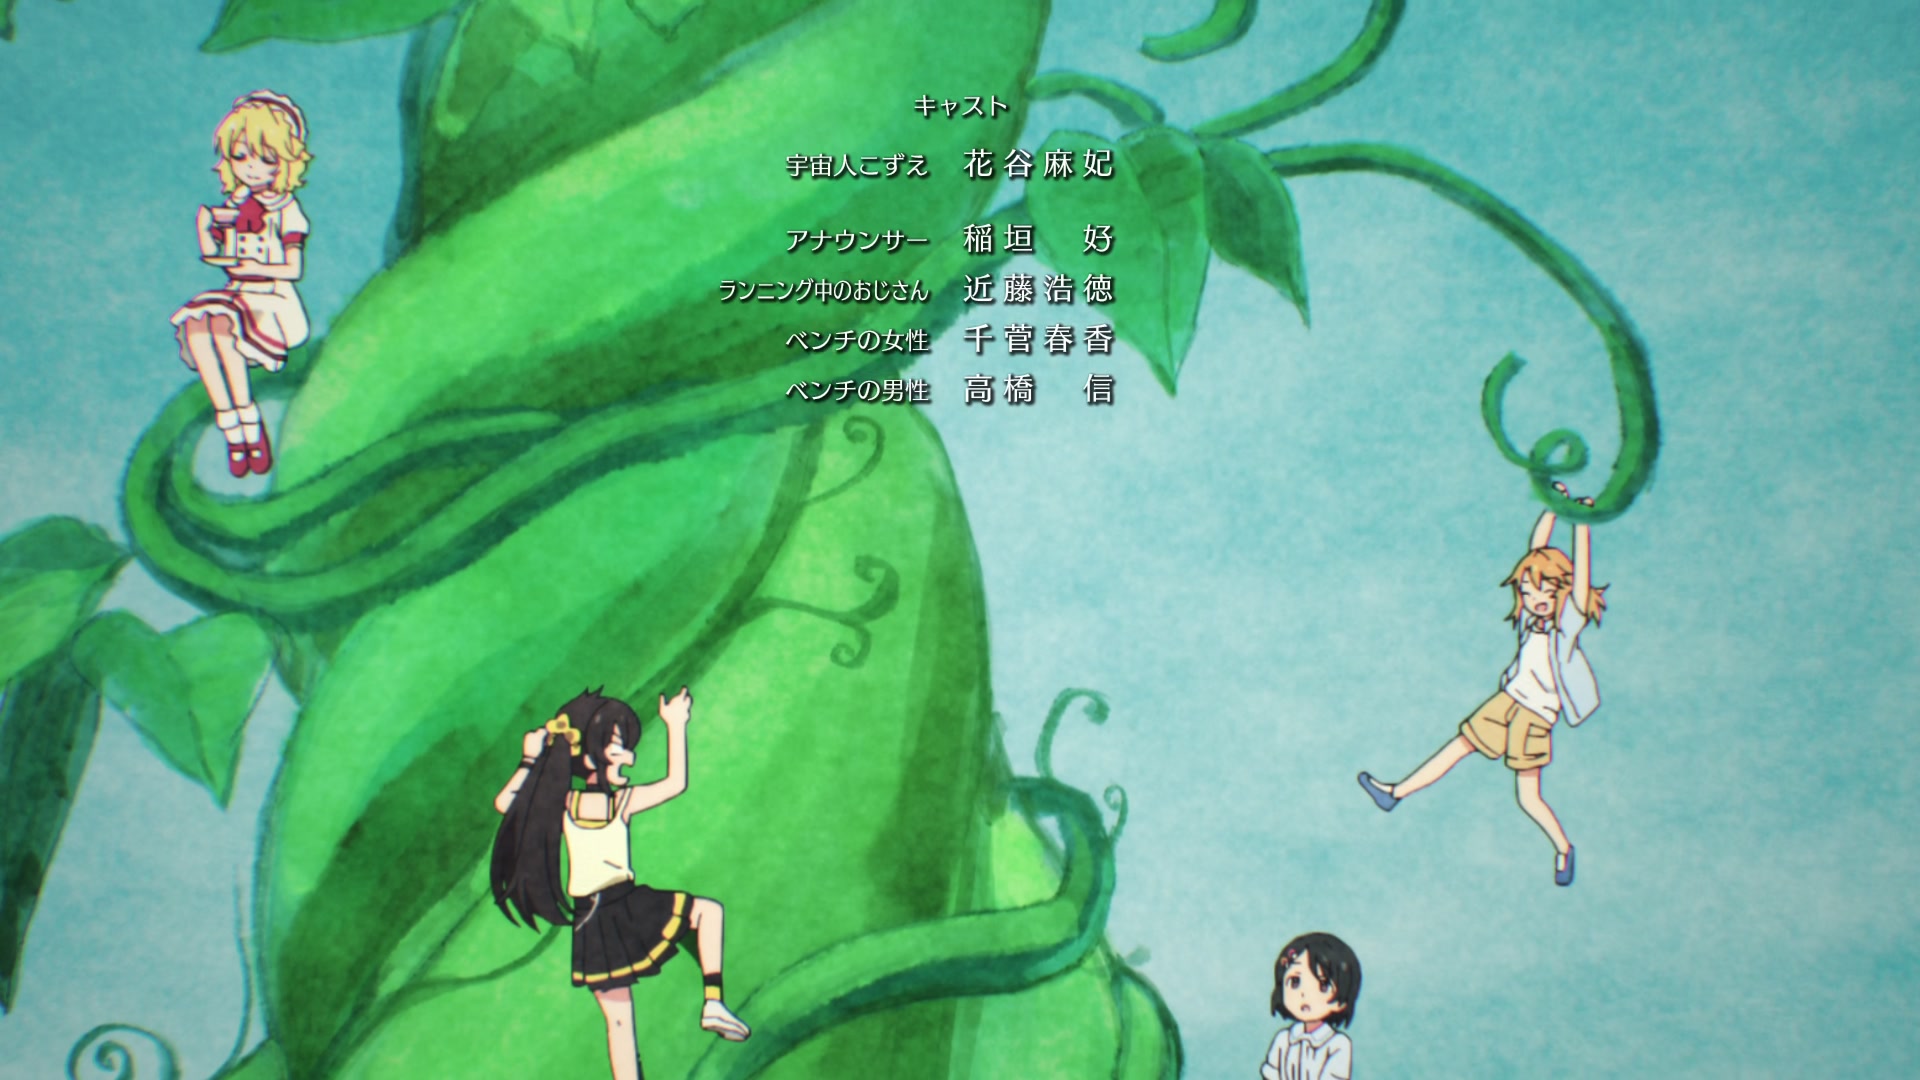 キャスト
宇宙人こずえ 花谷麻妃
アナウンサー 稲垣 好
ランニング中のおじさん 近藤浩徳
ベンチの女性 千菅春香
ベンチの男性 高橋 信